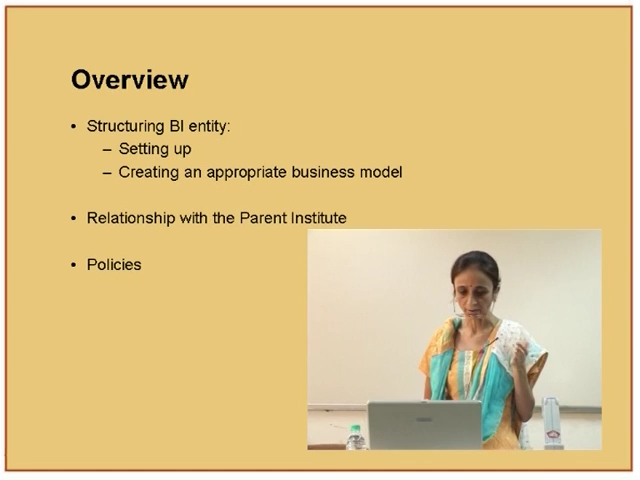 Overview
• Structuring BI entity:
– Setting up
– Creating an appropriate business model
• Relationship with the Parent Institute
• Policies